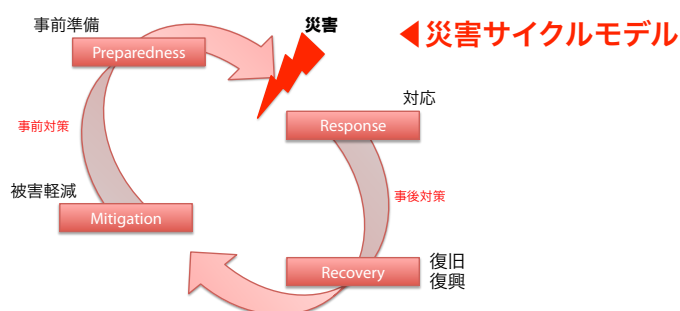 事前準備
Preparedness
災害
◀災害サイクルモデル
対応
Response
事前対策
被害軽減
Mitigation
事後対策
Recovery
復旧
復興